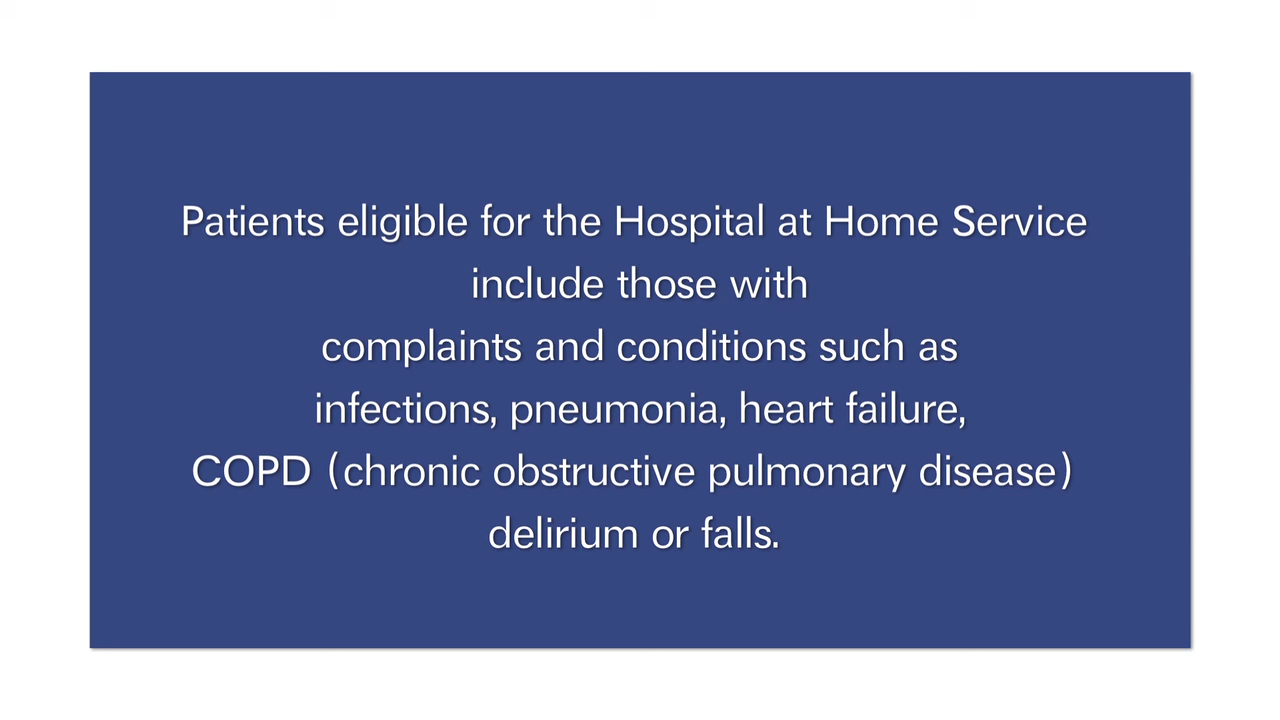 Patients eligible for the Hospital at Home Service
include those with
complaints and conditions such as
infections, pneumonia, heart failure,
COPD (chronic obstructive pulmonary disease)
delirium or falls.